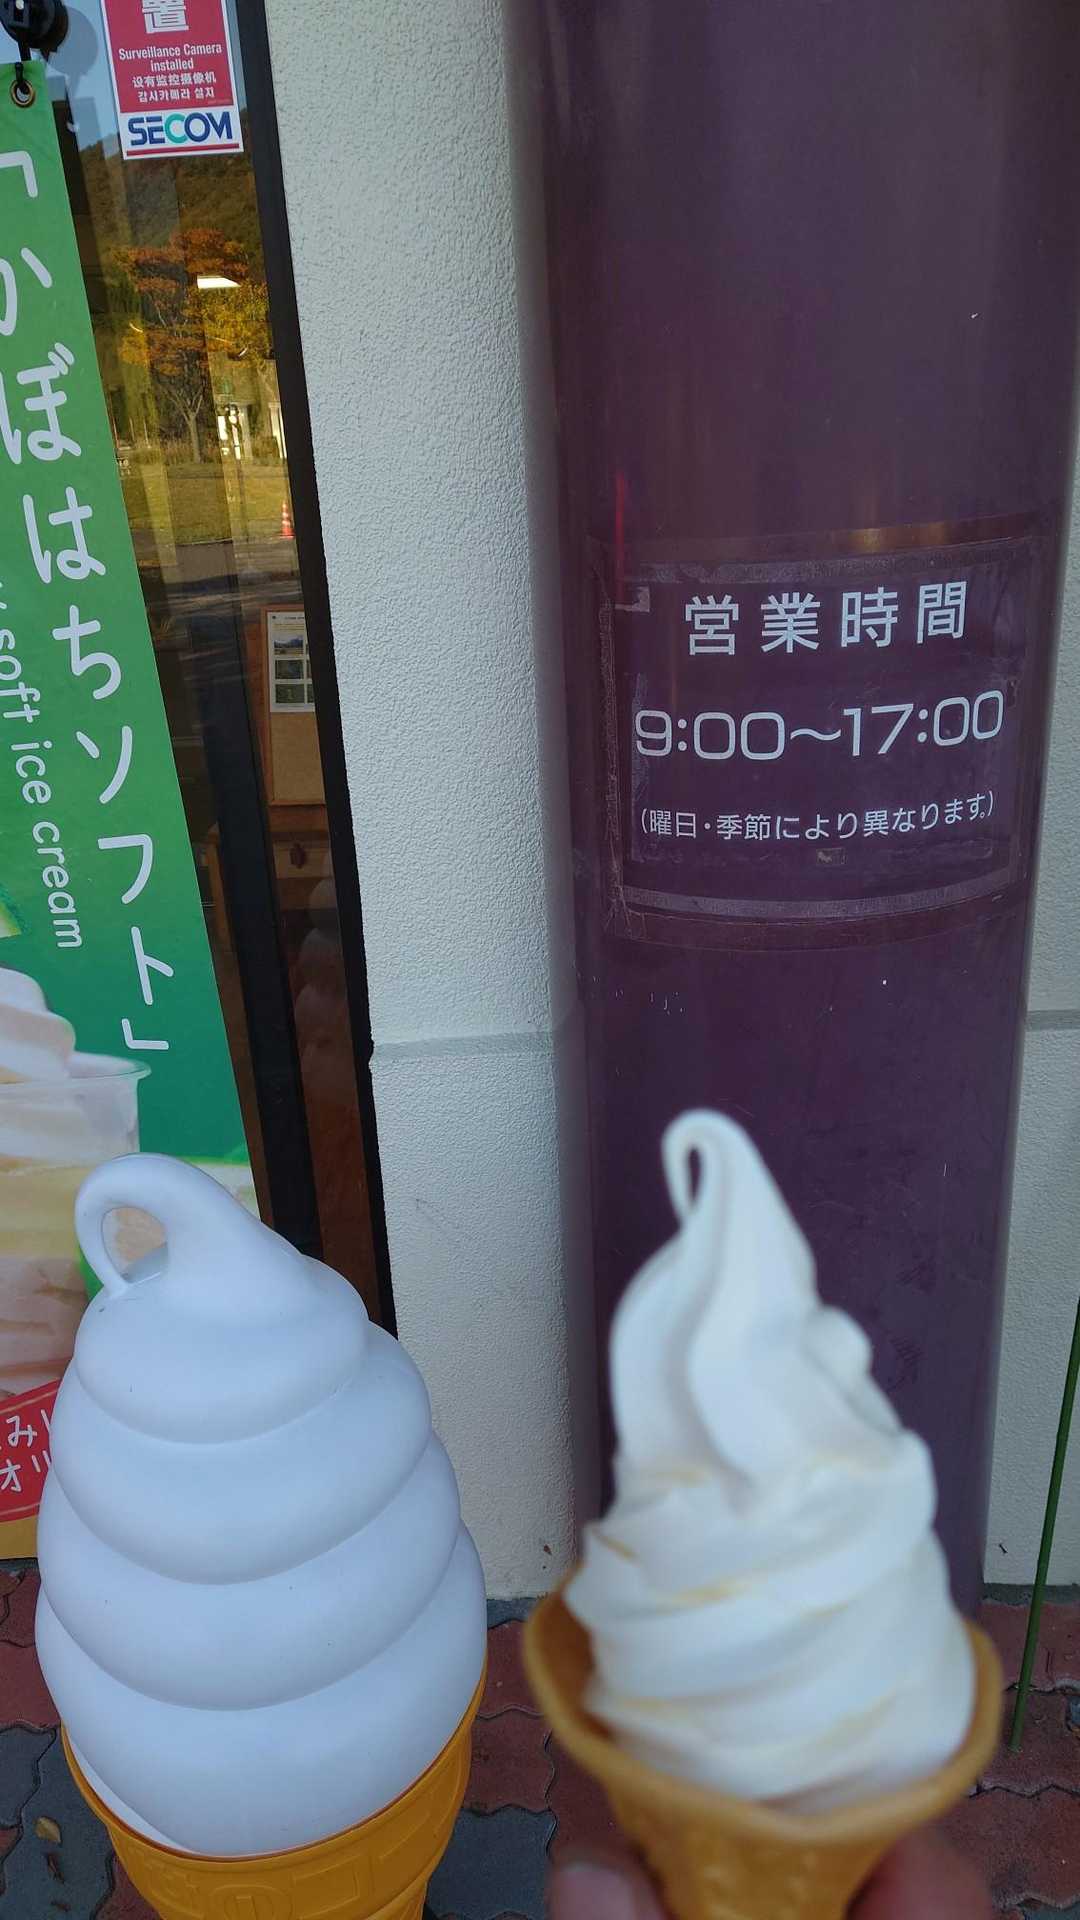 置
Surveillance Camera
installed
设有监控摄像机
감시카메라 설치
SECOM
「かぼはちソフト」
soft ice cream
営業時間
9:00～17:00
(曜日・季節により異なります。)